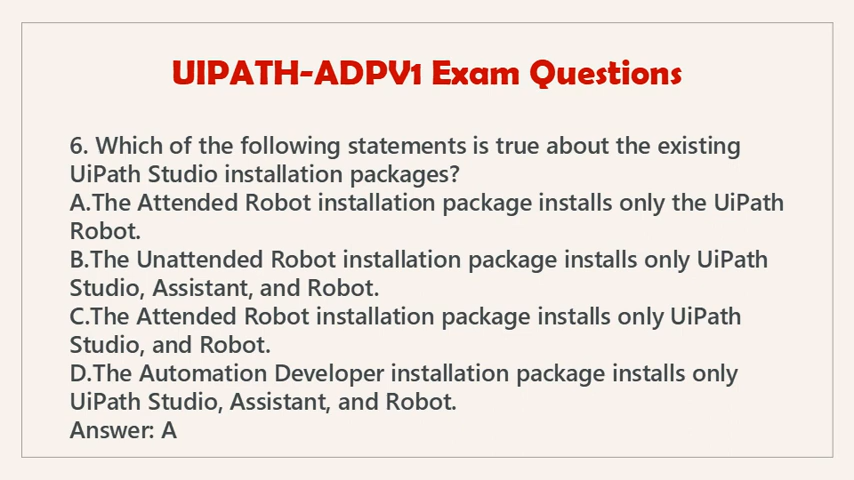 UIPATH-ADPV1 Exam Questions
6. Which of the following statements is true about the existing
UiPath Studio installation packages?
A.The Attended Robot installation package installs only the UiPath
Robot.
B.The Unattended Robot installation package installs only UiPath
Studio, Assistant, and Robot.
C.The Attended Robot installation package installs only UiPath
Studio, and Robot.
D.The Automation Developer installation package installs only
UiPath Studio, Assistant, and Robot.
Answer: A